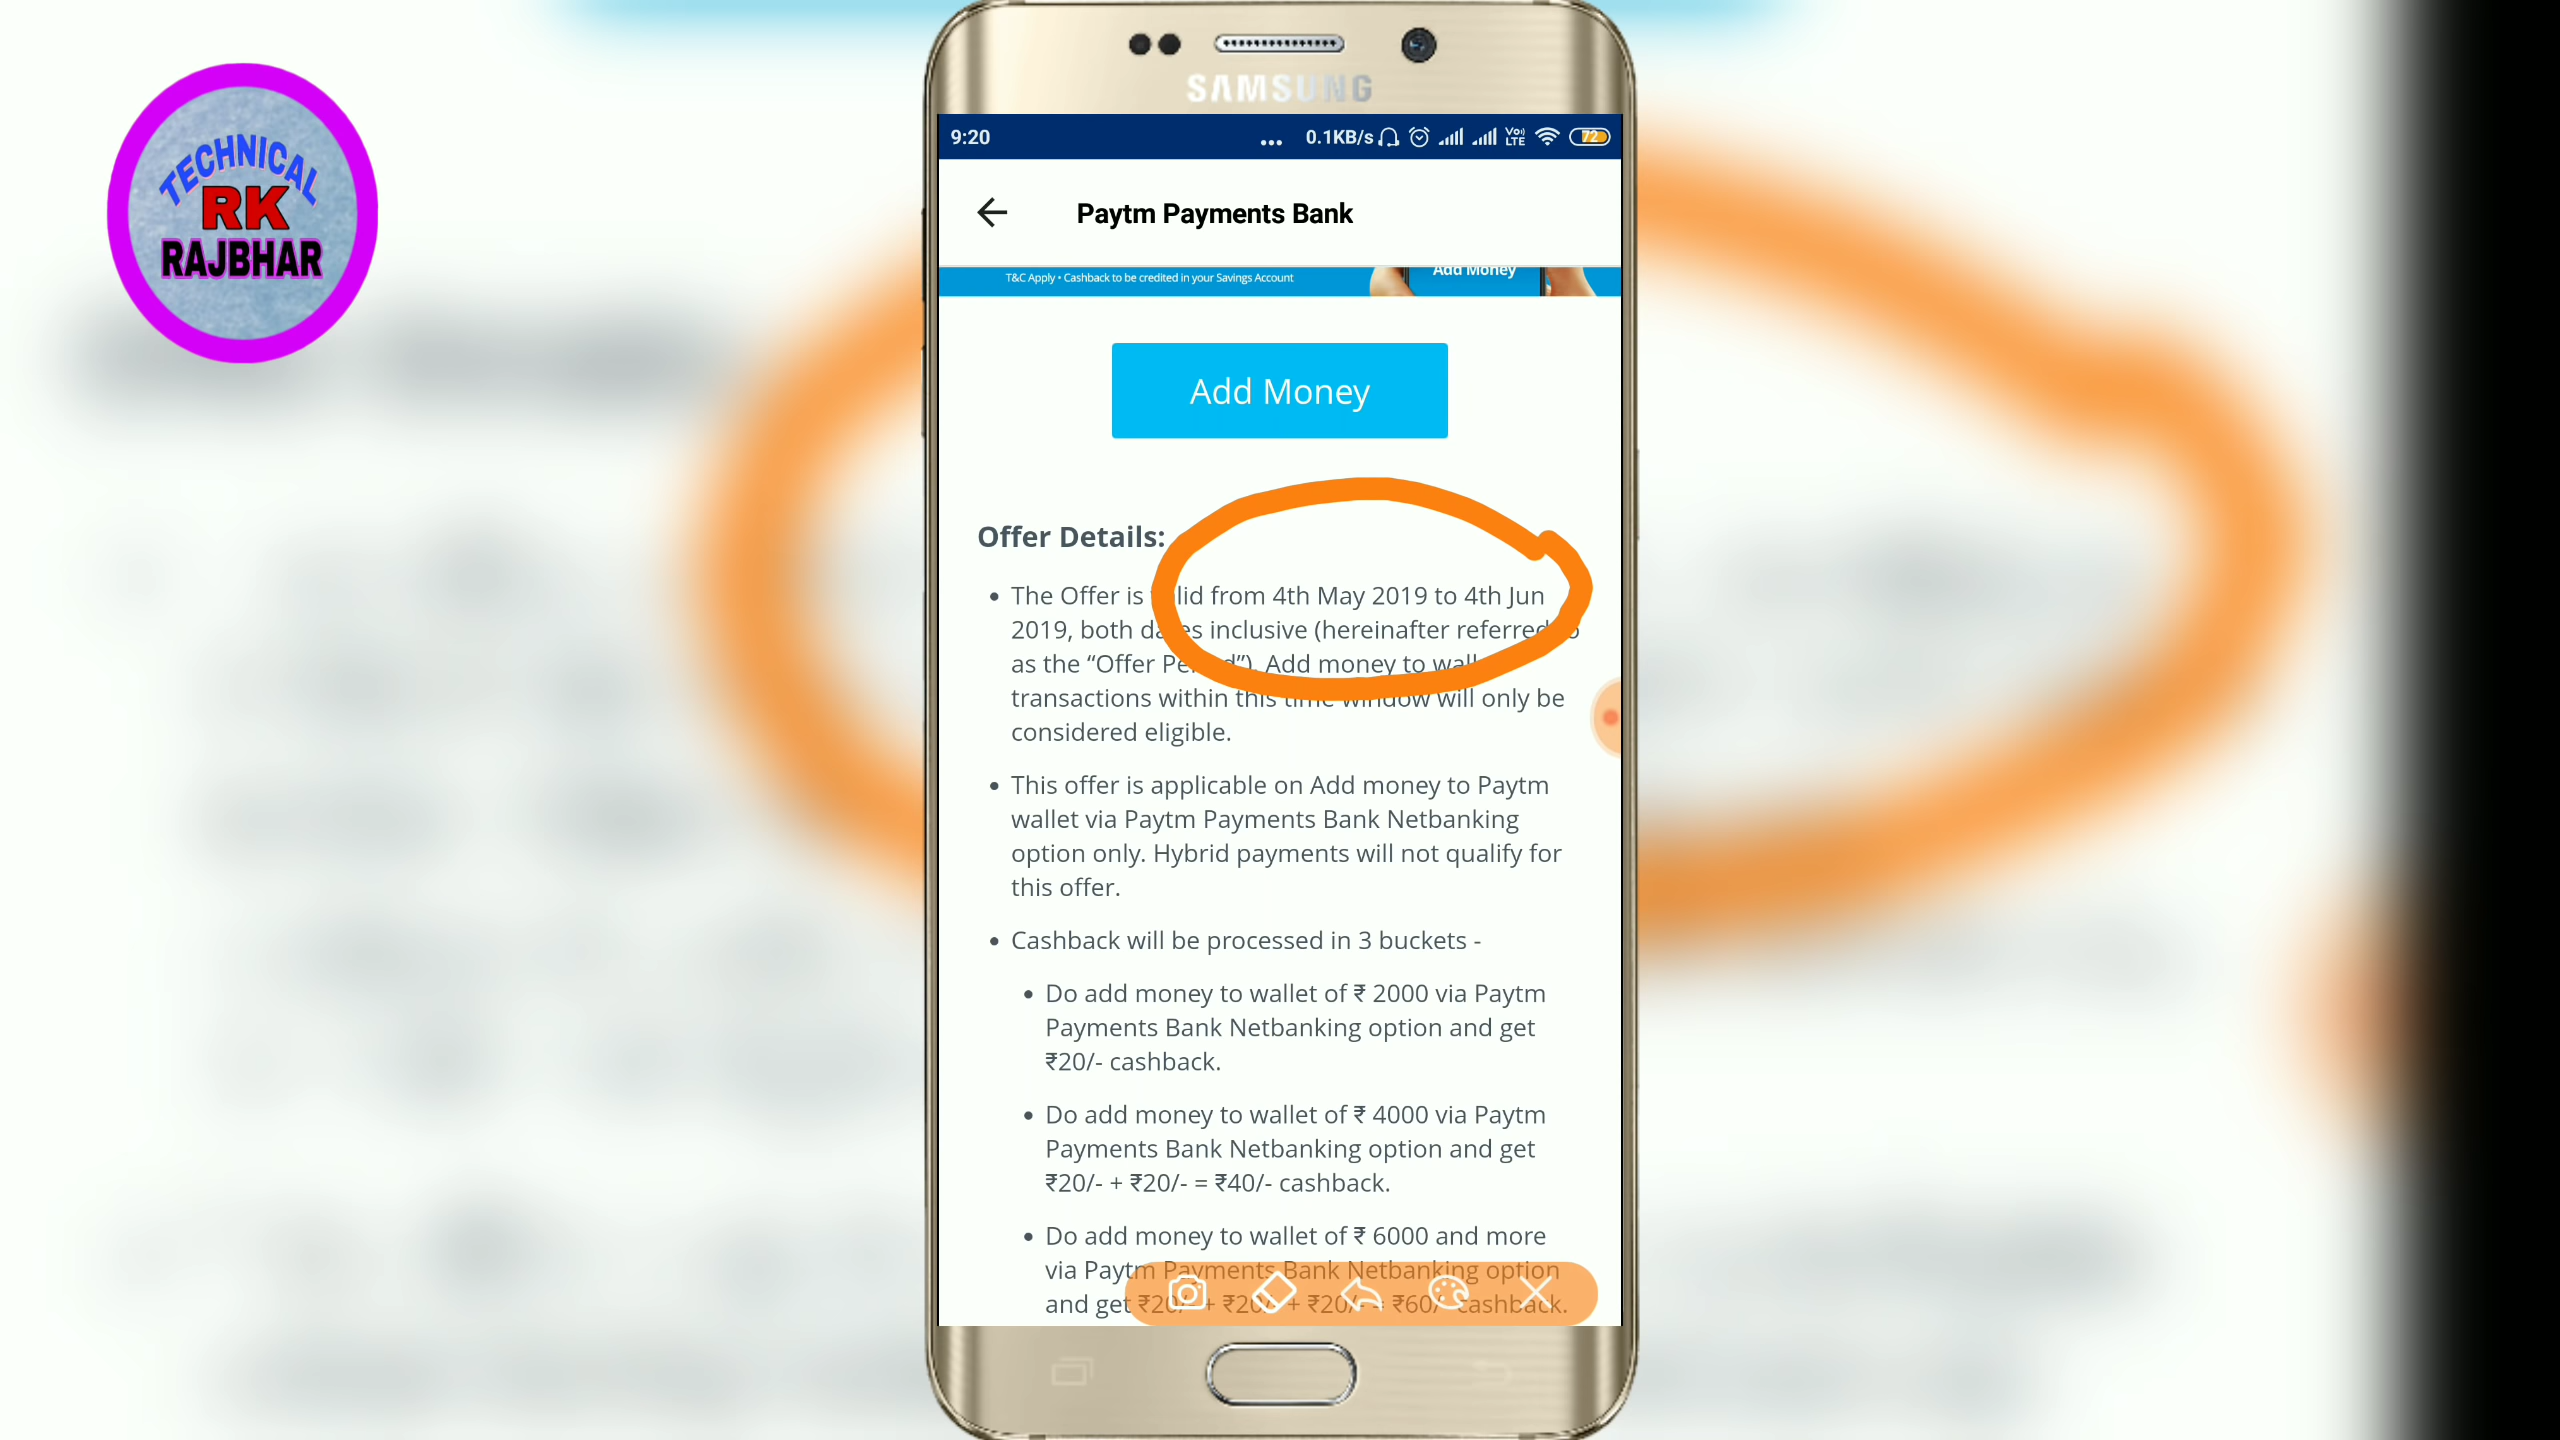 TECHNICAL
RK
RAJBHAR
SAMSUNG
9:20
... 0.1KB/s VoLTE 72
Paytm Payments Bank
T&C Apply • Cashback to be credited in your Savings Account
Add Money
Add Money
Offer Details:
• The Offer is valid from 4th May 2019 to 4th Jun
2019, both dates inclusive (hereinafter referred to
as the “Offer Period”). Add money to wallet
transactions within this time window will only be
considered eligible.
• This offer is applicable on Add money to Paytm
wallet via Paytm Payments Bank Netbanking
option only. Hybrid payments will not qualify for
this offer.
• Cashback will be processed in 3 buckets -
• Do add money to wallet of ₹ 2000 via Paytm
Payments Bank Netbanking option and get
₹20/- cashback.
• Do add money to wallet of ₹ 4000 via Paytm
Payments Bank Netbanking option and get
₹20/- + ₹20/- = ₹40/- cashback.
• Do add money to wallet of ₹ 6000 and more
via Paytm Payments Bank Netbanking option
and get ₹20/- + ₹20/- + ₹20/- = ₹60/- cashback.